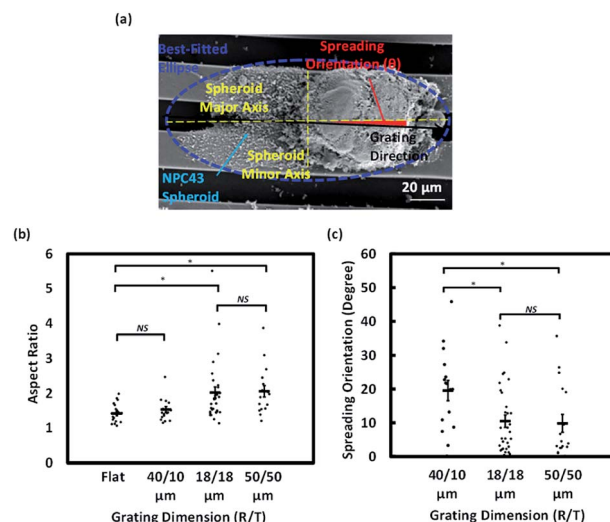 (a)
Best-Fitted
Ellipse
Spreading
Orientation (θ)
Spheroid
Major Axis
Grating
Direction
NPC43
Spheroid
Spheroid
Minor Axis
20 μm
(b)
6
5
4
3
2
1
0
Aspect Ratio
*
*
NS
NS
Flat
40/10
μm
18/18
μm
50/50
μm
Grating Dimension (R/T)
(c)
60
50
40
30
20
10
0
Spreading Orientation (Degree)
*
*
NS
40/10
μm
18/18
μm
50/50
μm
Grating Dimension (R/T)